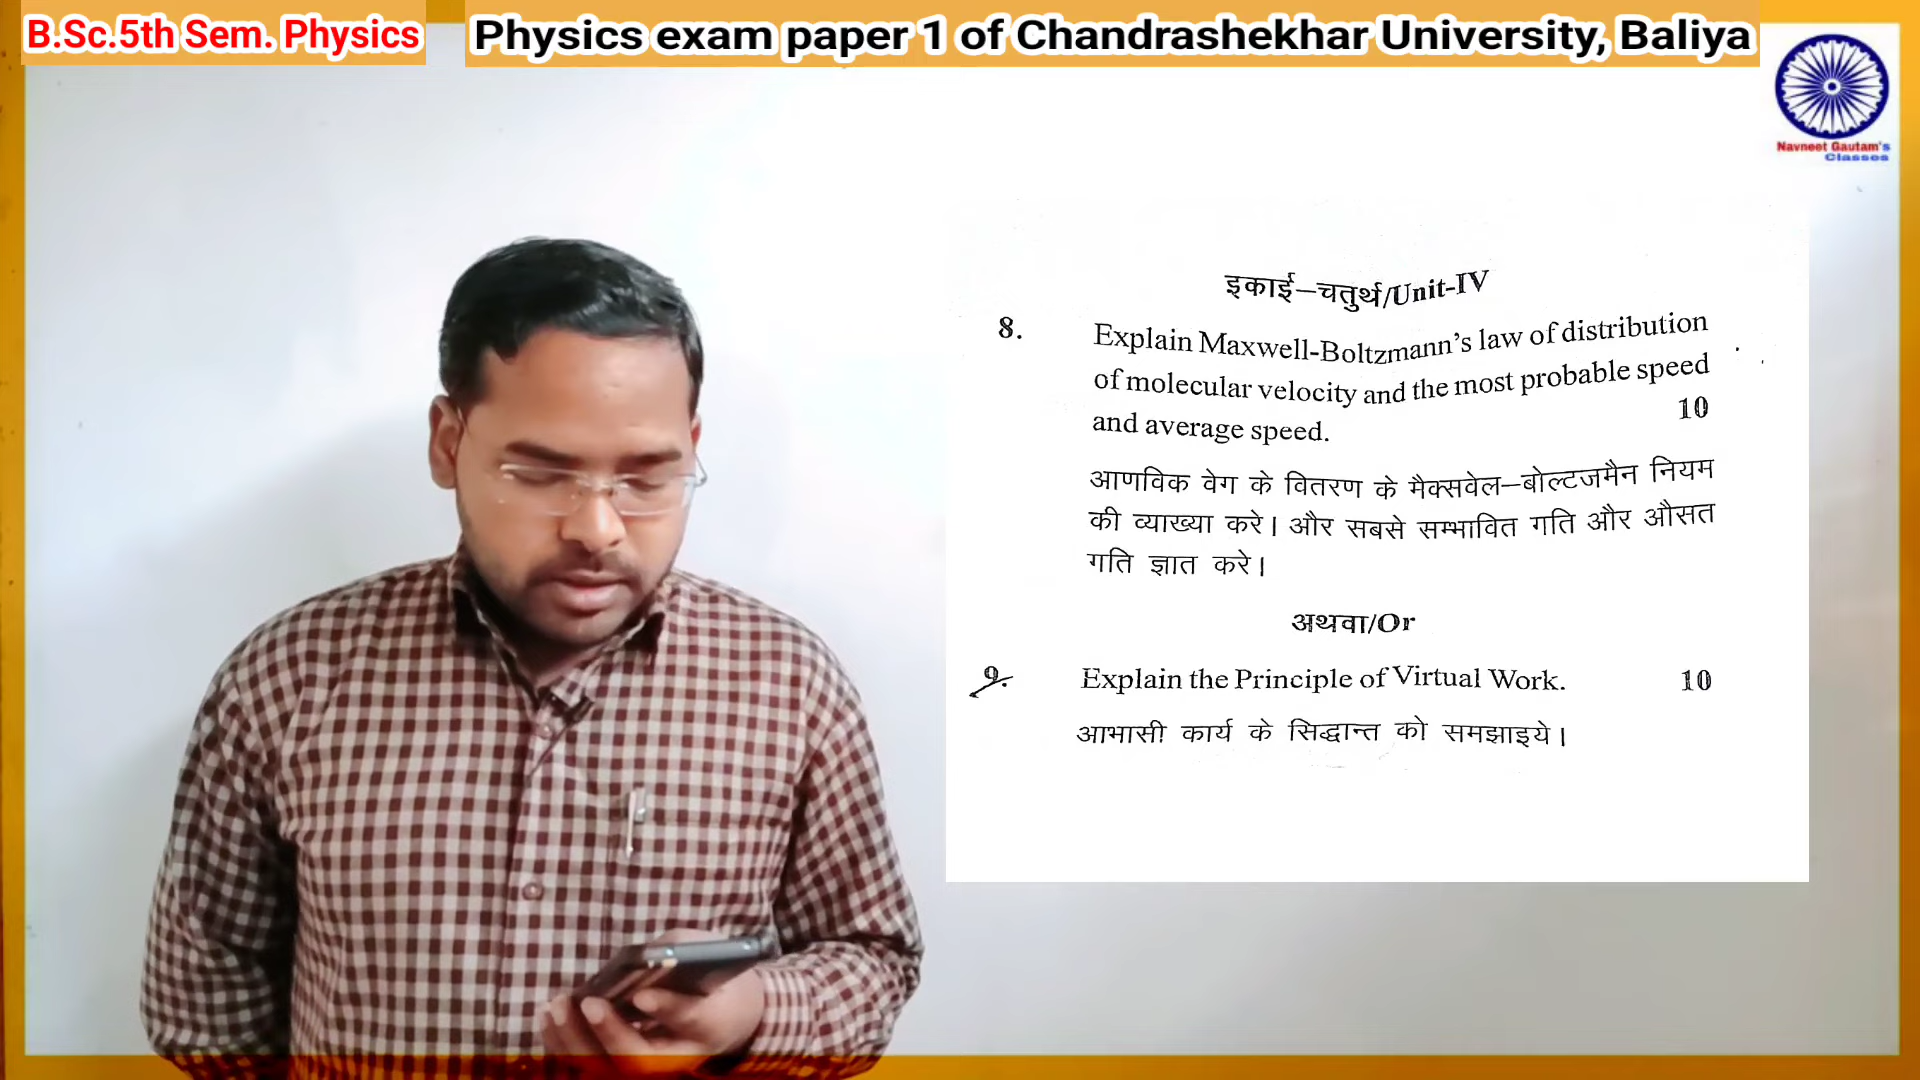 B.Sc.5th Sem. Physics
Physics exam paper 1 of Chandrashekhar University, Baliya
Navneet Gautam's
Classes
इकाई–चतुर्थ/Unit-IV
8. Explain Maxwell-Boltzmann's law of distribution
of molecular velocity and the most probable speed
and average speed. 10
आणविक वेग के वितरण के मैक्सवेल–बोल्टजमैन नियम
की व्याख्या करे। और सबसे सम्भावित गति और औसत
गति ज्ञात करे।
अथवा/Or
9. Explain the Principle of Virtual Work. 10
आभासी कार्य के सिद्धान्त को समझाइये।